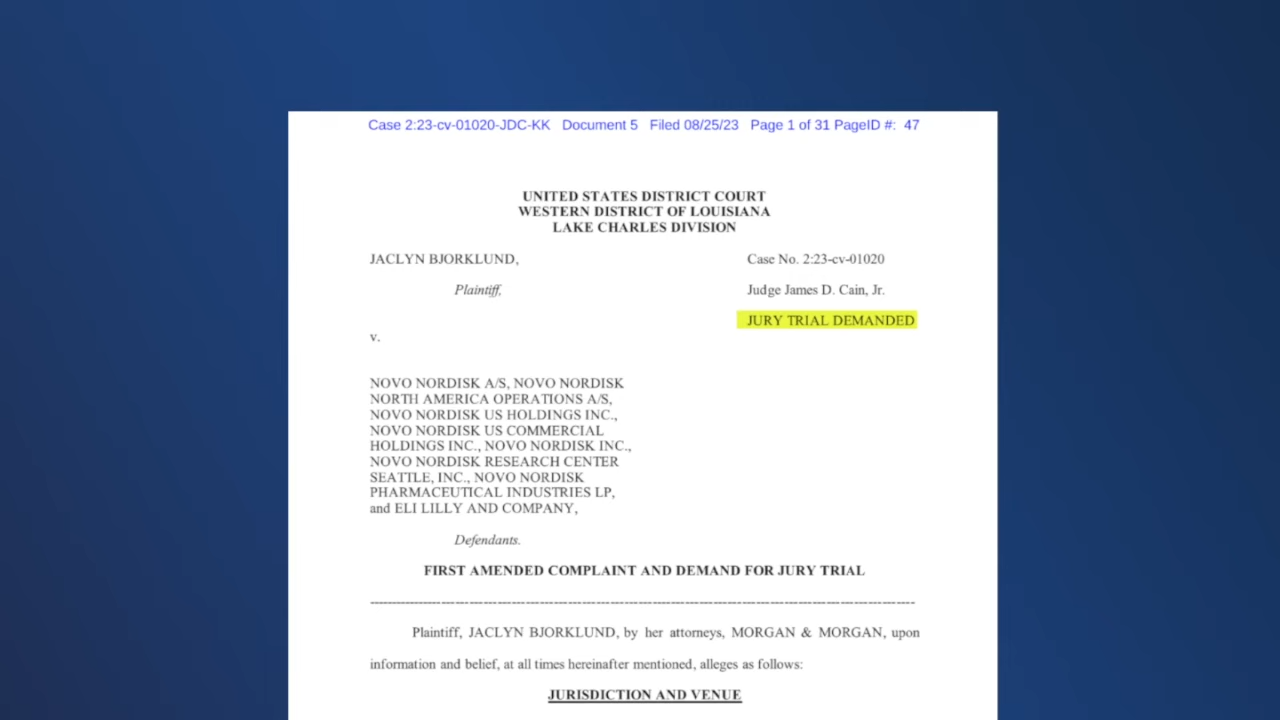 Case 2:23-cv-01020-JDC-KK Document 5 Filed 08/25/23 Page 1 of 31 PageID #: 47
UNITED STATES DISTRICT COURT
WESTERN DISTRICT OF LOUISIANA
LAKE CHARLES DIVISION
JACLYN BJORKLUND,
Plaintiff,
v.
NOVO NORDISK A/S, NOVO NORDISK
NORTH AMERICA OPERATIONS A/S,
NOVO NORDISK US HOLDINGS INC.,
NOVO NORDISK US COMMERCIAL
HOLDINGS INC., NOVO NORDISK INC.,
NOVO NORDISK RESEARCH CENTER
SEATTLE, INC., NOVO NORDISK
PHARMACEUTICAL INDUSTRIES LP,
and ELI LILLY AND COMPANY,
Defendants.
Case No. 2:23-cv-01020
Judge James D. Cain, Jr.
JURY TRIAL DEMANDED
FIRST AMENDED COMPLAINT AND DEMAND FOR JURY TRIAL
Plaintiff, JACLYN BJORKLUND, by her attorneys, MORGAN & MORGAN, upon
information and belief, at all times hereinafter mentioned, alleges as follows:
JURISDICTION AND VENUE